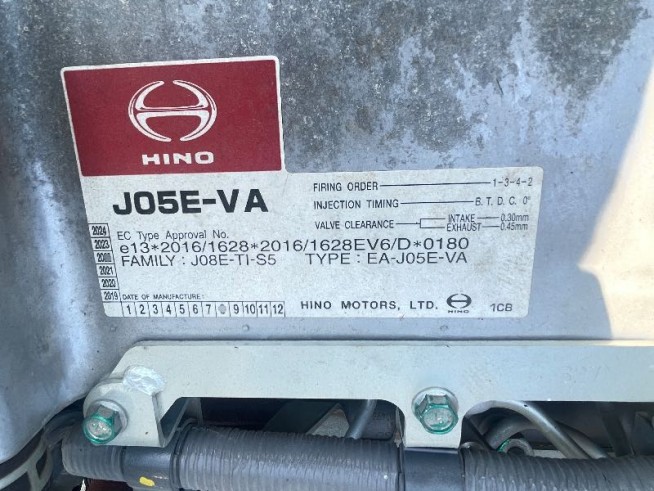 HINO
J05E-VA
FIRING ORDER 1-3-4-2
INJECTION TIMING B.T.D.C. 0°
VALVE CLEARANCE INTAKE 0.30mm
EXHAUST 0.45mm
EC Type Approval No.
e13*2016/1628*2016/1628EV6/D*0180
FAMILY : J08E-TI-S5 TYPE : EA-J05E-VA
2024
2023
2021
2020
2019
DATE OF MANUFACTURE:
1 2 3 4 5 6 7 9 10 11 12
HINO MOTORS, LTD. HINO 1CB